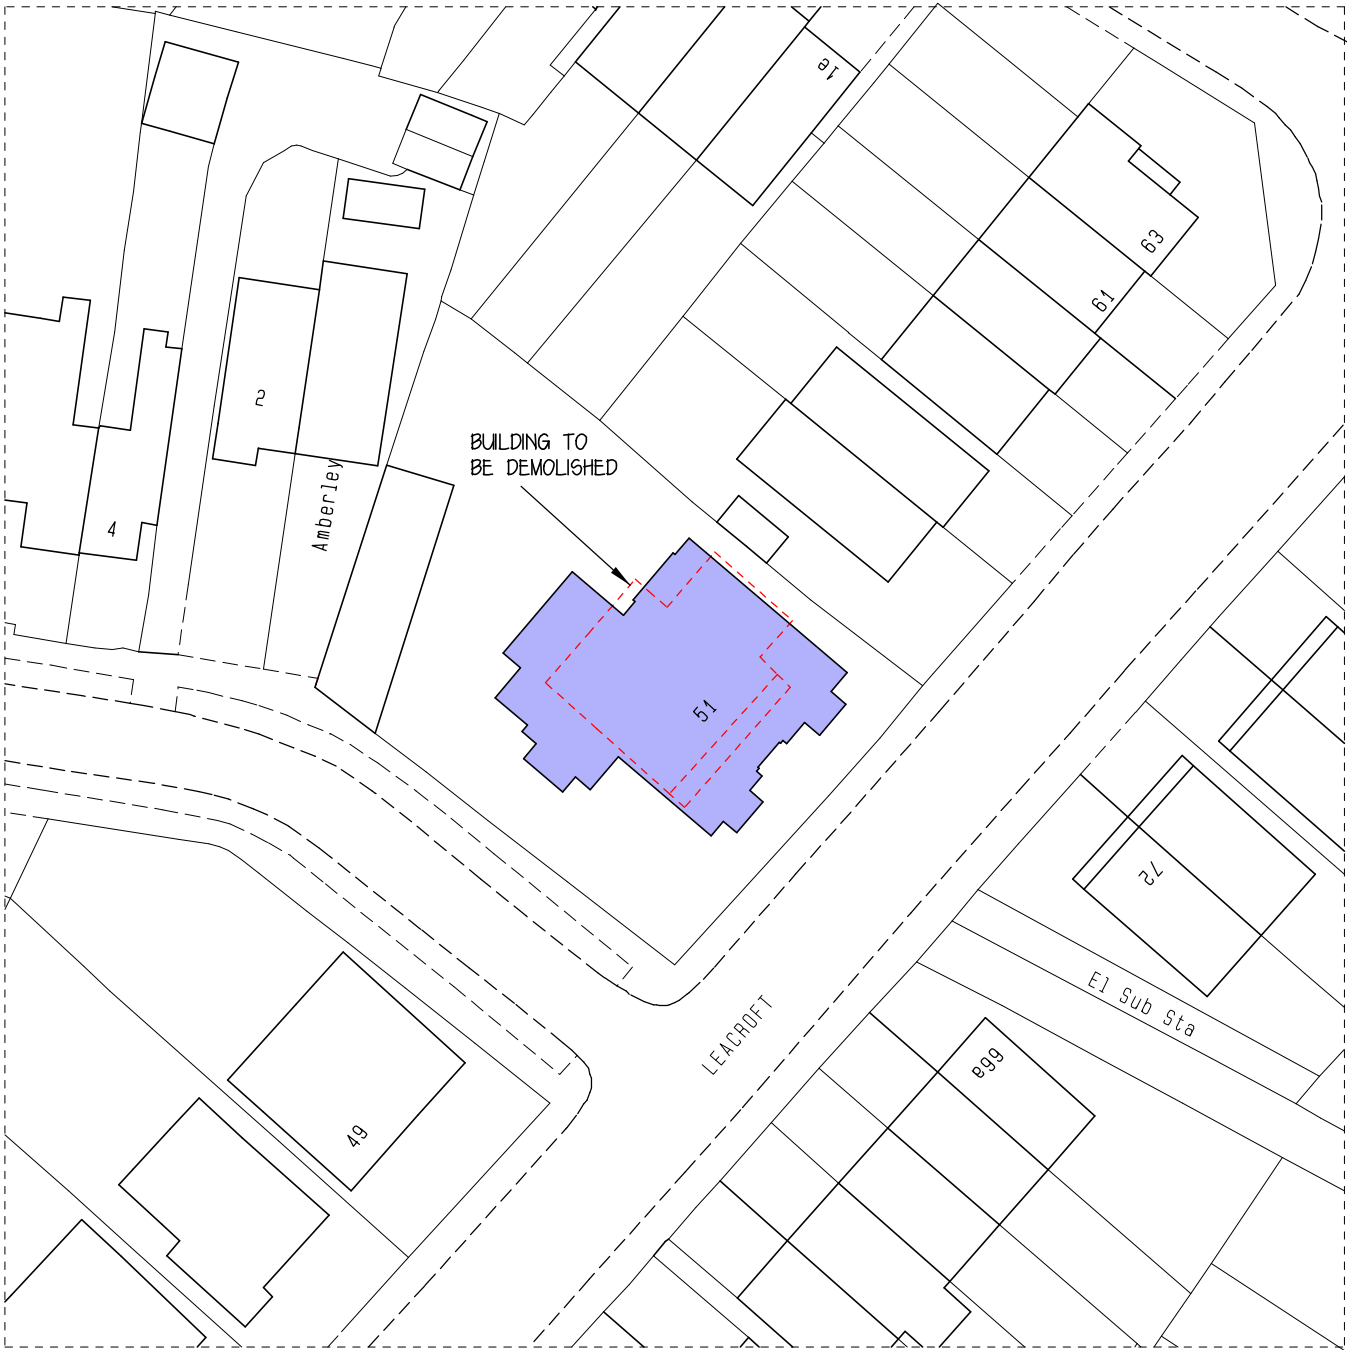 1e
63
61
2
BUILDING TO
BE DEMOLISHED
Amberley
4
51
72
El Sub Sta
LEACROFT
66a
49